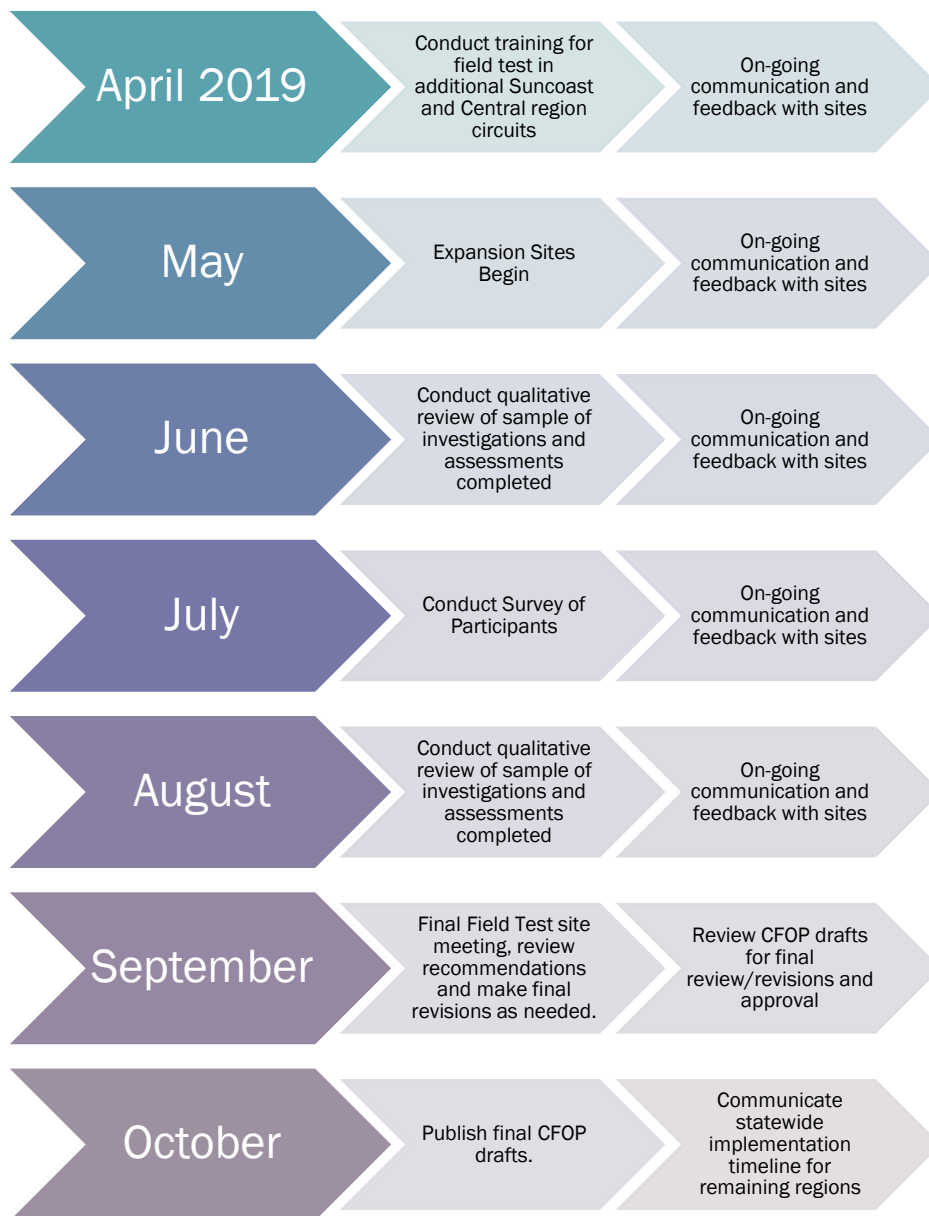 April 2019
Conduct training for
field test in
additional Suncoast
and Central region
circuits
On-going
communication and
feedback with sites
May
Expansion Sites
Begin
On-going
communication and
feedback with sites
June
Conduct qualitative
review of sample of
investigations and
assessments
completed
On-going
communication and
feedback with sites
July
Conduct Survey of
Participants
On-going
communication and
feedback with sites
August
Conduct qualitative
review of sample of
investigations and
assessments
completed
On-going
communication and
feedback with sites
September
Final Field Test site
meeting, review
recommendations
and make final
revisions as needed.
Review CFOP drafts
for final
review/revisions and
approval
October
Publish final CFOP
drafts.
Communicate
statewide
implementation
timeline for
remaining regions